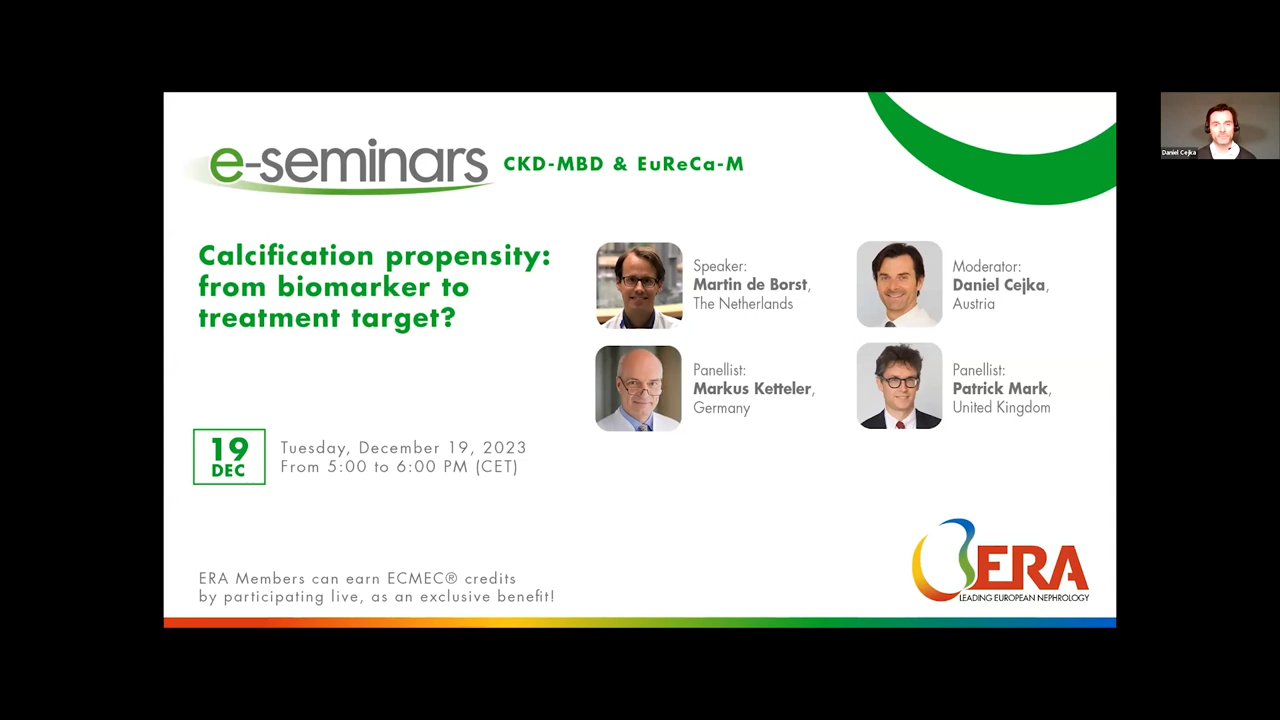 e-seminars CKD-MBD & EuReCa-M
Calcification propensity:
from biomarker to
treatment target?
Speaker:
Martin de Borst,
The Netherlands
Moderator:
Daniel Cejka,
Austria
Panellist:
Markus Ketteler,
Germany
Panellist:
Patrick Mark,
United Kingdom
19
DEC
Tuesday, December 19, 2023
From 5:00 to 6:00 PM (CET)
ERA Members can earn ECMEC® credits
by participating live, as an exclusive benefit!
ERA
LEADING EUROPEAN NEPHROLOGY
Daniel Cejka